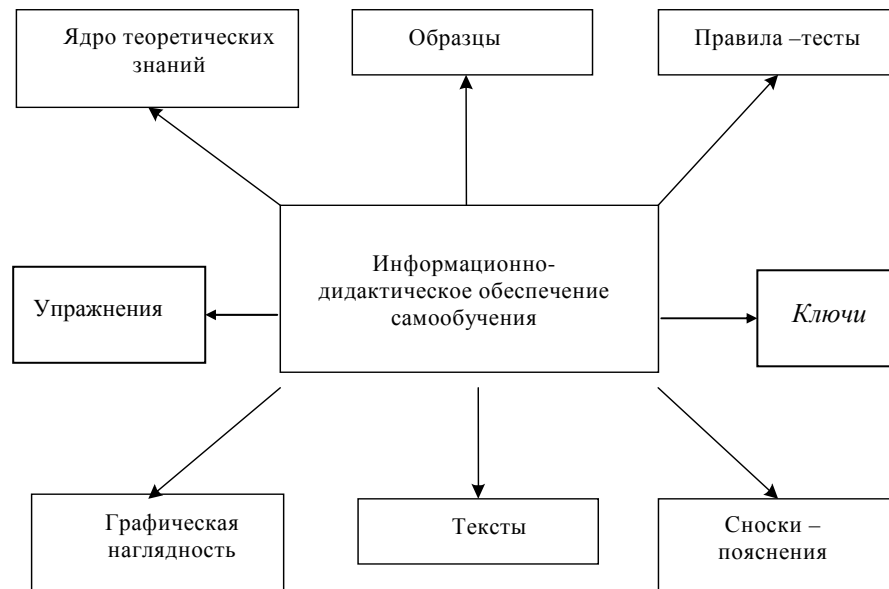 Ядро теоретических
знаний
Образцы
Правила –тесты
Информационно-
дидактическое обеспечение
самообучения
Упражнения
Ключи
Графическая
наглядность
Тексты
Сноски –
пояснения